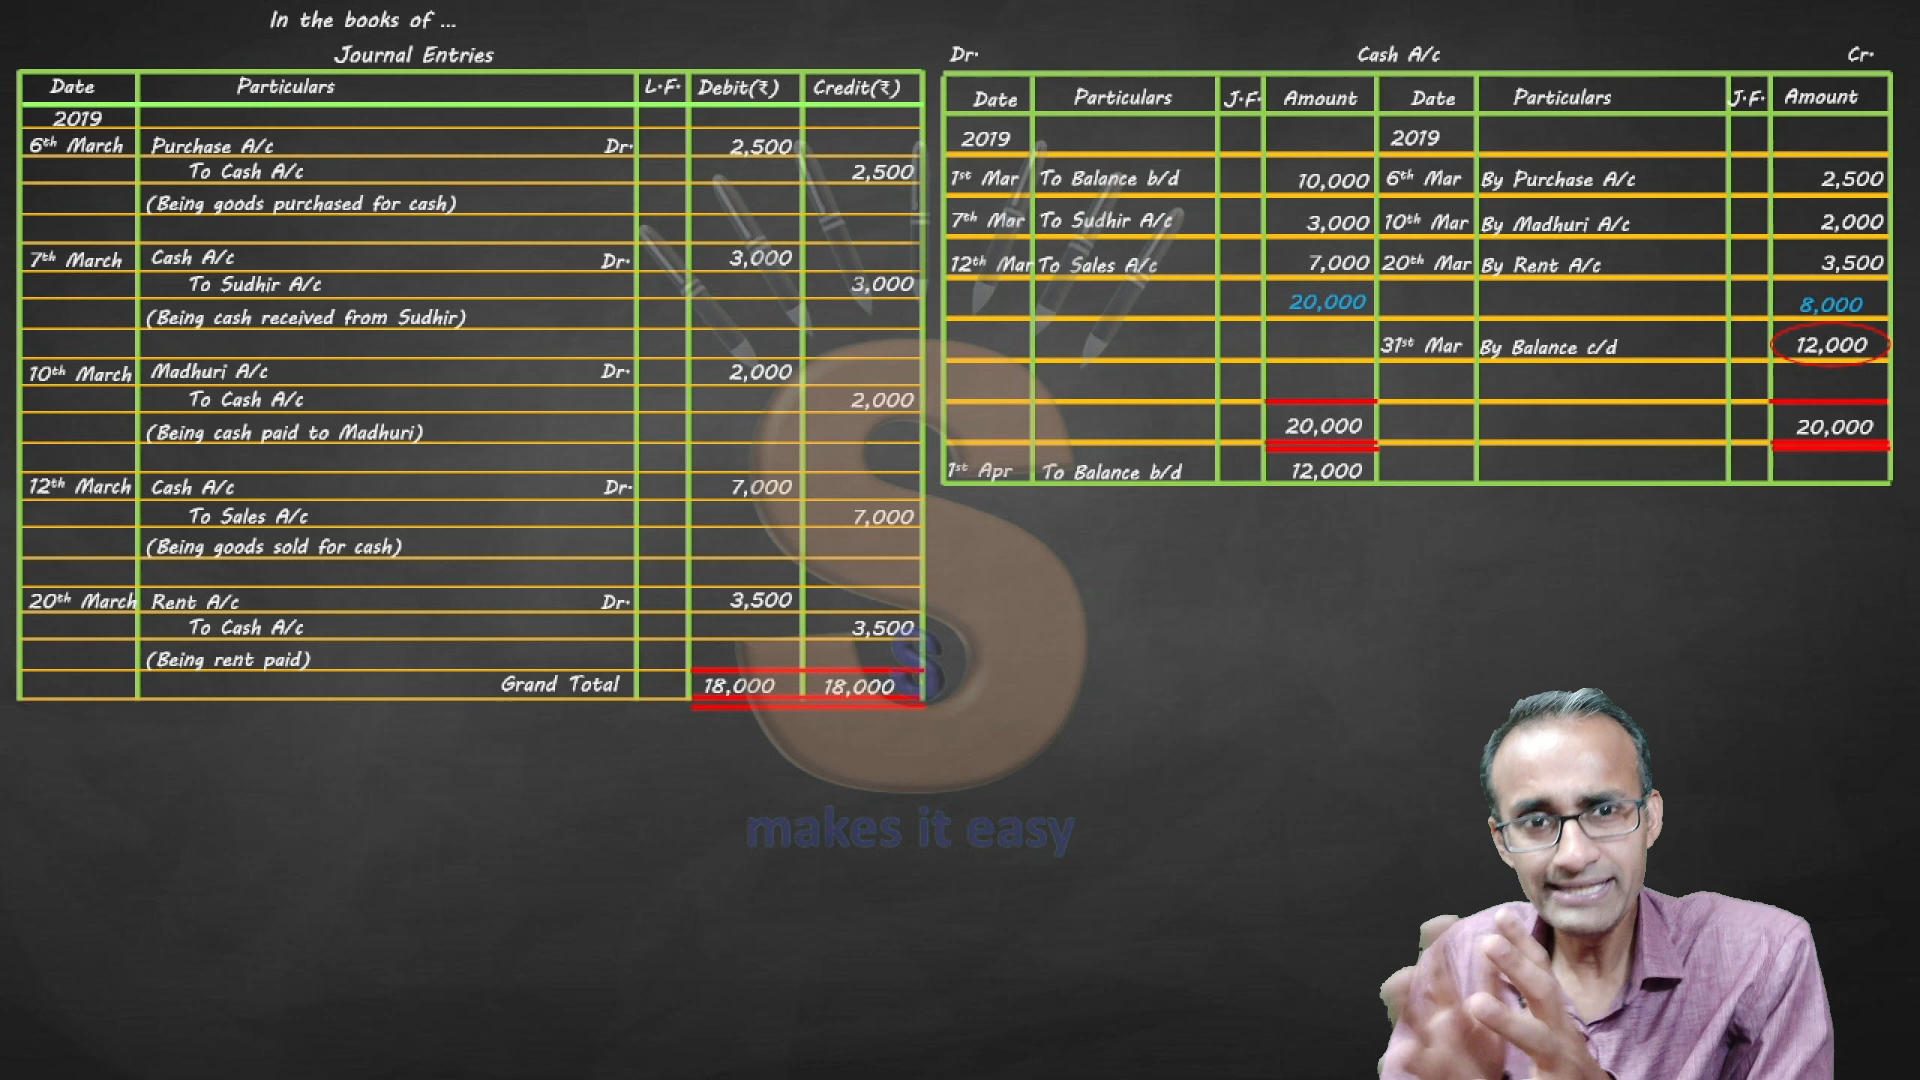 In the books of ...
Journal Entries
Date Particulars L.F. Debit(₹) Credit(₹)
2019
6th March Purchase A/c Dr. 2,500
To Cash A/c 2,500
(Being goods purchased for cash)
7th March Cash A/c Dr. 3,000
To Sudhir A/c 3,000
(Being cash received from Sudhir)
10th March Madhuri A/c Dr. 2,000
To Cash A/c 2,000
(Being cash paid to Madhuri)
12th March Cash A/c Dr. 7,000
To Sales A/c 7,000
(Being goods sold for cash)
20th March Rent A/c Dr. 3,500
To Cash A/c 3,500
(Being rent paid)
Grand Total 18,000 18,000
Dr. Cash A/c Cr.
Date Particulars J.F. Amount Date Particulars J.F. Amount
2019 2019
1st Mar To Balance b/d 10,000 6th Mar By Purchase A/c 2,500
7th Mar To Sudhir A/c 3,000 10th Mar By Madhuri A/c 2,000
12th Mar To Sales A/c 7,000 20th Mar By Rent A/c 3,500
20,000 8,000
31st Mar By Balance c/d 12,000
20,000 20,000
1st Apr To Balance b/d 12,000
S
S
makes it easy